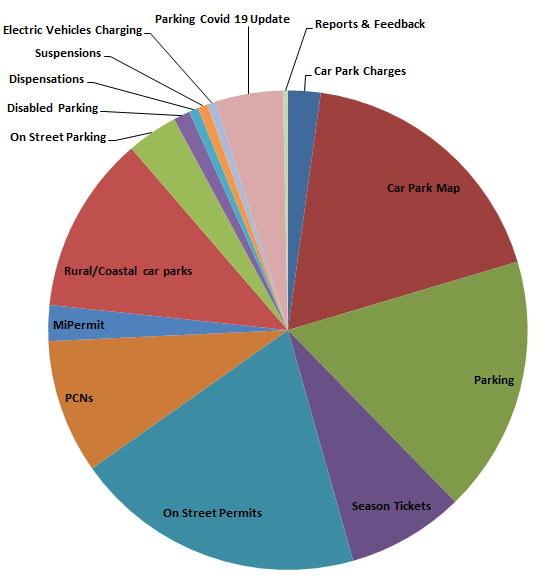 Parking Covid 19 Update
Reports & Feedback
Electric Vehicles Charging
Suspensions
Car Park Charges
Dispensations
Disabled Parking
On Street Parking
Car Park Map
Rural/Coastal car parks
MiPermit
Parking
PCNs
Season Tickets
On Street Permits